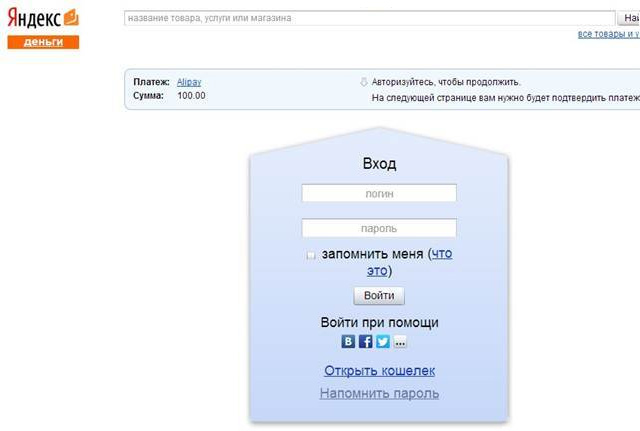 Яндекс
деньги
название товара, услуги или магазина
Най
все товары и у
Платеж: Alipay
Авторизуйтесь, чтобы продолжить.
Сумма: 100.00
На следующей странице вам нужно будет подтвердить платеж
Вход
логин
пароль
запомнить меня (что
это)
Войти
Войти при помощи
В f ...
Открыть кошелек
Напомнить пароль